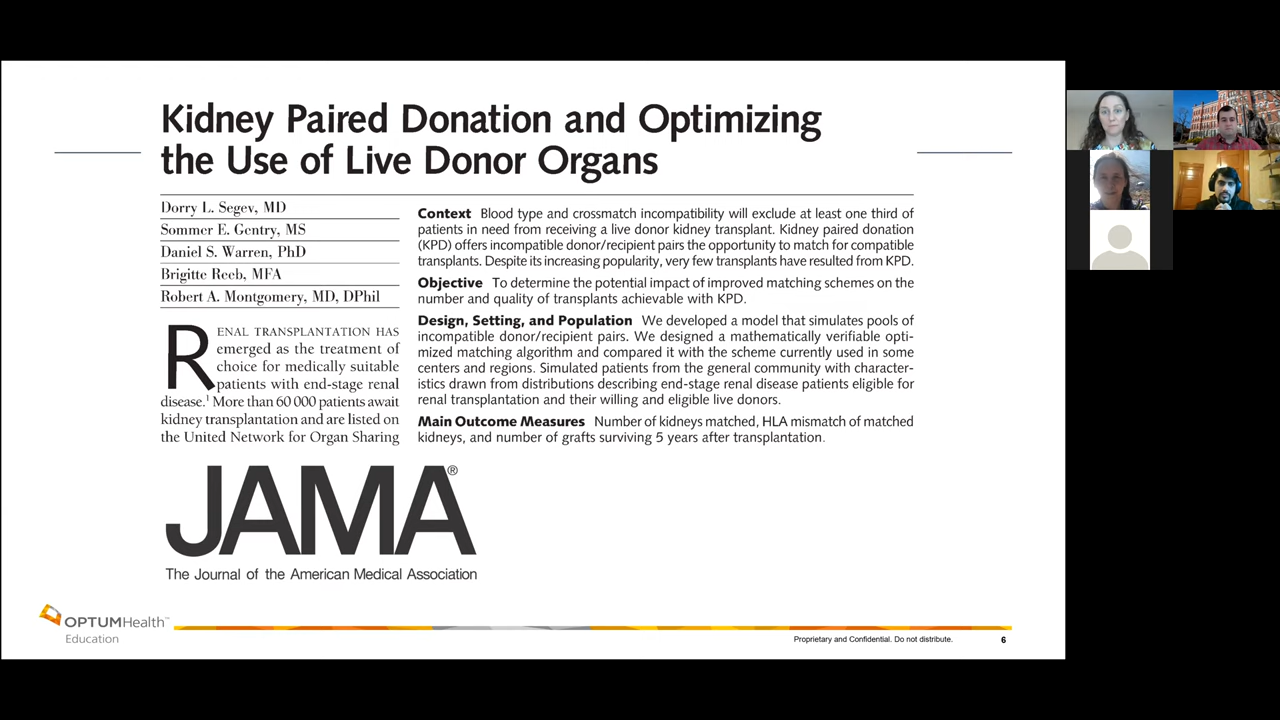 Kidney Paired Donation and Optimizing
the Use of Live Donor Organs
Dorry L. Segev, MD
Sommer E. Gentry, MS
Daniel S. Warren, PhD
Brigitte Reeb, MFA
Robert A. Montgomery, MD, DPhil
RENAL TRANSPLANTATION HAS
emerged as the treatment of
choice for medically suitable
patients with end-stage renal
disease.1 More than 60 000 patients await
kidney transplantation and are listed on
the United Network for Organ Sharing
Context Blood type and crossmatch incompatibility will exclude at least one third of
patients in need from receiving a live donor kidney transplant. Kidney paired donation
(KPD) offers incompatible donor/recipient pairs the opportunity to match for compatible
transplants. Despite its increasing popularity, very few transplants have resulted from KPD.
Objective To determine the potential impact of improved matching schemes on the
number and quality of transplants achievable with KPD.
Design, Setting, and Population We developed a model that simulates pools of
incompatible donor/recipient pairs. We designed a mathematically verifiable opti-
mized matching algorithm and compared it with the scheme currently used in some
centers and regions. Simulated patients from the general community with character-
istics drawn from distributions describing end-stage renal disease patients eligible for
renal transplantation and their willing and eligible live donors.
Main Outcome Measures Number of kidneys matched, HLA mismatch of matched
kidneys, and number of grafts surviving 5 years after transplantation.
JAMA®
The Journal of the American Medical Association
OPTUMHealth™
Education
Proprietary and Confidential. Do not distribute.
6